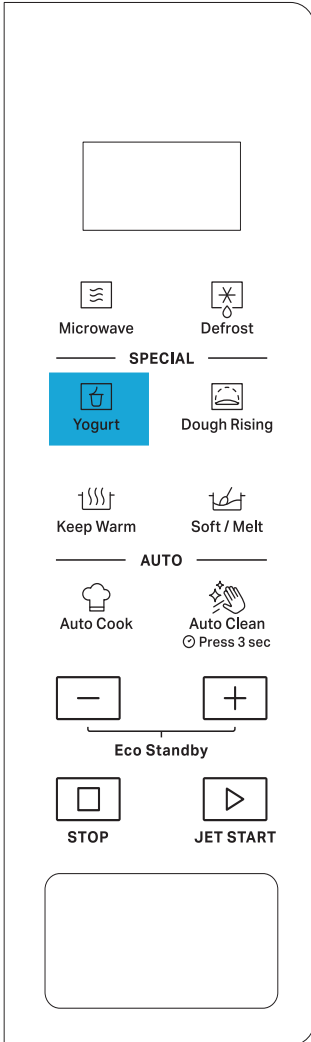 Microwave Defrost
SPECIAL
Yogurt Dough Rising
Keep Warm Soft / Melt
AUTO
Auto Cook Auto Clean
Press 3 sec
Eco Standby
STOP JET START